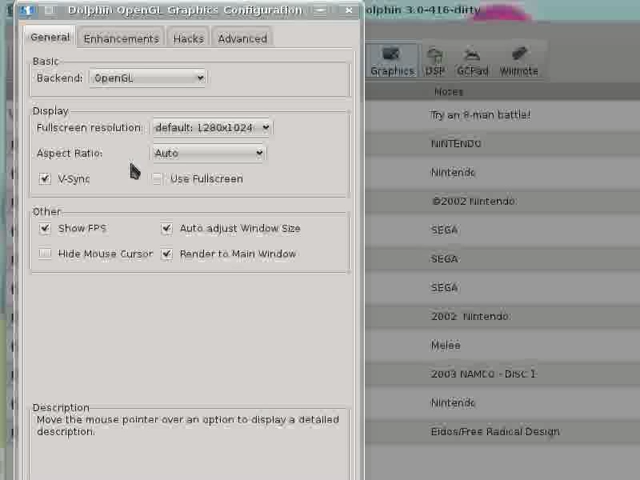 Dolphin OpenGL Graphics Configuration
olphin 3.0-416-dirty
General
Enhancements
Hacks
Advanced
Graphics
DSP
GCPad
Wiimote
Basic
Backend:
OpenGL
Notes
Display
Try an 8-man battle!
Fullscreen resolution:
default: 1280x1024
NINTENDO
Aspect Ratio:
Auto
Nintendo
V-Sync
Use Fullscreen
©2002 Nintendo
Other
Show FPS
Auto adjust Window Size
SEGA
Hide Mouse Cursor
Render to Main Window
SEGA
SEGA
2002 Nintendo
Melee
2003 NAMCO - DISC 1
Nintendo
Description
Move the mouse pointer over an option to display a detailed
description.
Eidos/Free Radical Design